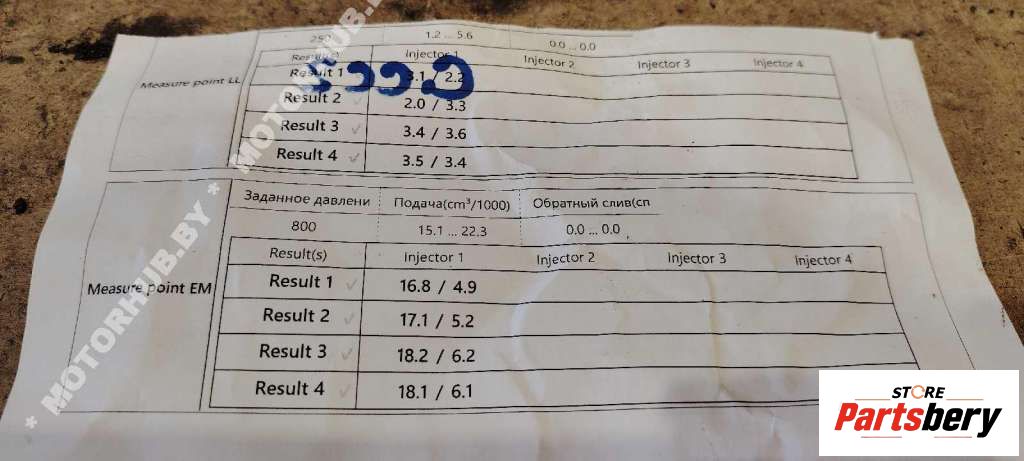 250 1.2 ... 5.6 0.0 ... 0.0
Result(s) Injector 1 Injector 2 Injector 3 Injector 4
Measure point LL
Result 1 3.1 / 2.2
Result 2 2.0 / 3.3
Result 3 3.4 / 3.6
Result 4 3.5 / 3.4
Заданное давлени Подача(cm³/1000) Обратный слив(сп
800 15.1 ... 22.3 0.0 ... 0.0
Result(s) Injector 1 Injector 2 Injector 3 Injector 4
Measure point EM
Result 1 16.8 / 4.9
Result 2 17.1 / 5.2
Result 3 18.2 / 6.2
Result 4 18.1 / 6.1
* MOTORHUB.BY * MOTORHUB.BY
STORE
Partsbery